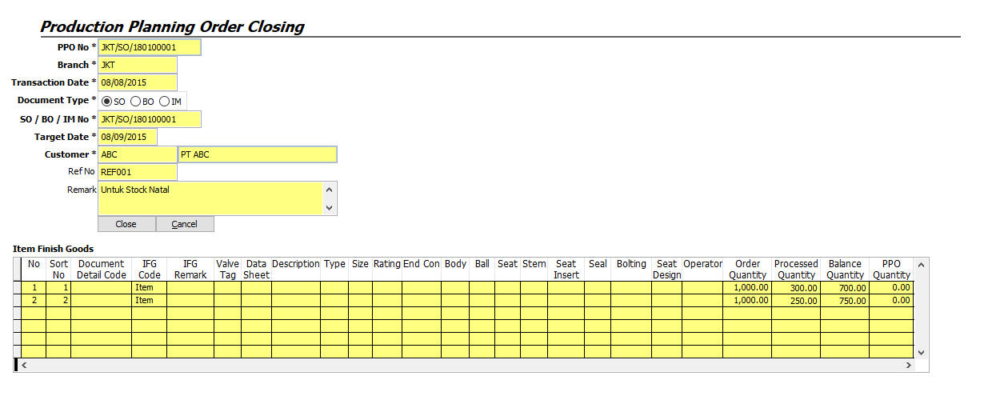 Production Planning Order Closing
PPO No * JKT/SO/180100001
Branch * JKT
Transaction Date * 08/08/2015
Document Type * SO BO IM
SO / BO / IM No * JKT/SO/180100001
Target Date * 08/09/2015
Customer * ABC PT ABC
Ref No REF001
Remark Untuk Stock Natal
Close Cancel
Item Finish Goods
No Sort Document IFG IFG Valve Data Description Type Size Rating End Con Body Ball Seat Stem Seat Seal Bolting Seat Operator Order Processed Balance PPO
No Detail Code Code Remark Tag Sheet Insert Design Quantity Quantity Quantity Quantity
1 1 Item 1,000.00 300.00 700.00 0.00
2 2 Item 1,000.00 250.00 750.00 0.00